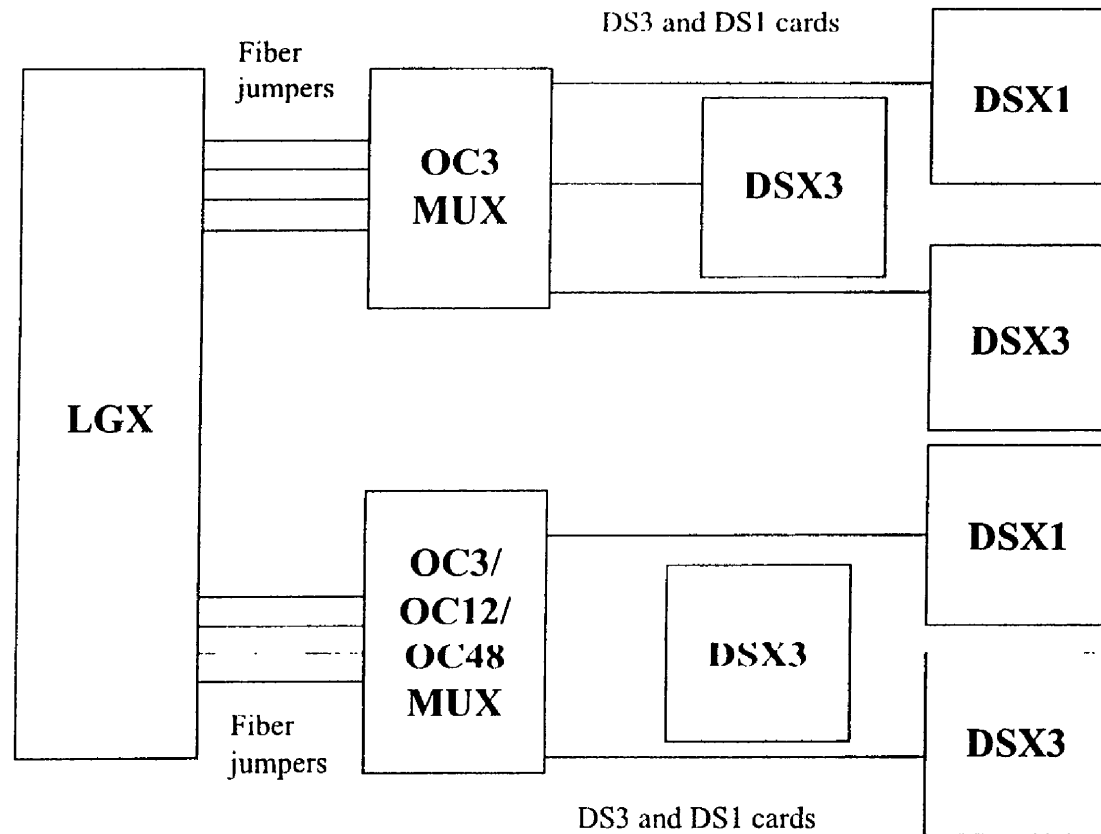 DS3 and DS1 cards
Fiber
jumpers
DSX1
OC3
MUX
DSX3
DSX3
LGX
DSX1
OC3/
OC12/
OC48
MUX
DSX3
Fiber
jumpers
DSX3
DS3 and DS1 cards